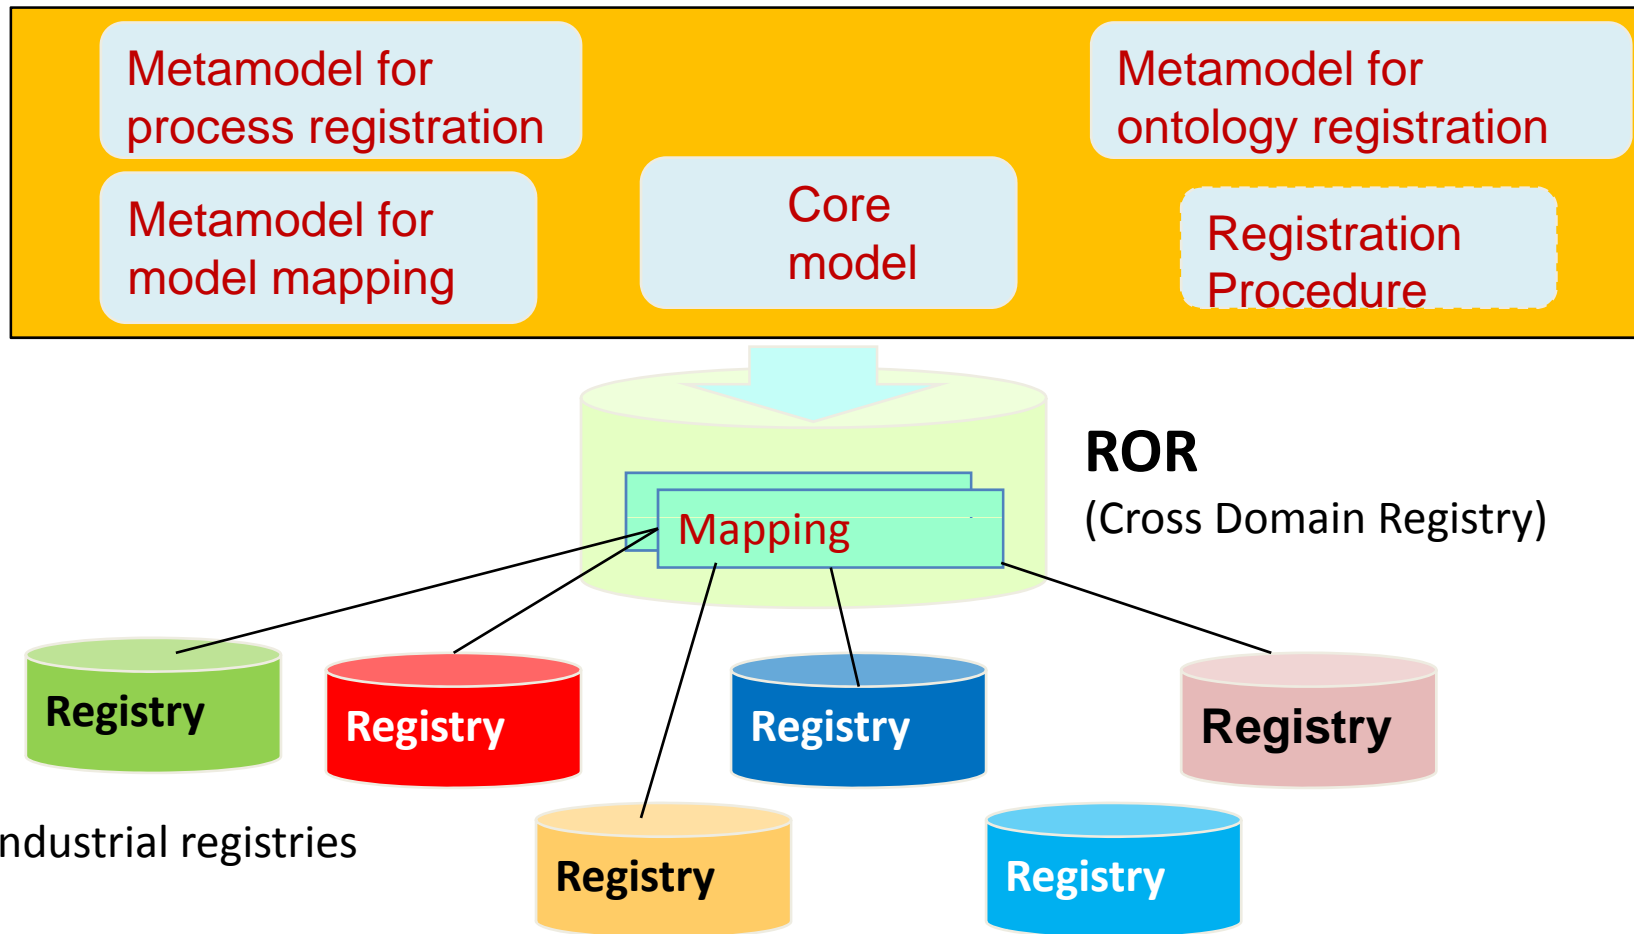 Metamodel for
process registration
Metamodel for
ontology registration
Metamodel for
model mapping
Core
model
Registration
Procedure
ROR
(Cross Domain Registry)
Mapping
Registry
Registry
Registry
Registry
ndustrial registries
Registry
Registry